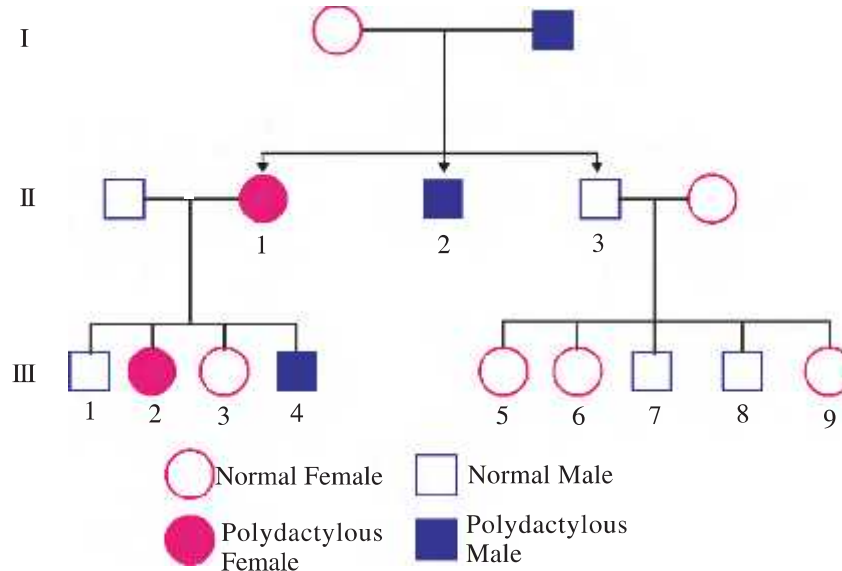 I
II
1
2
3
III
1
2
3
4
5
6
7
8
9
Normal Female
Normal Male
Polydactylous
Female
Polydactylous
Male